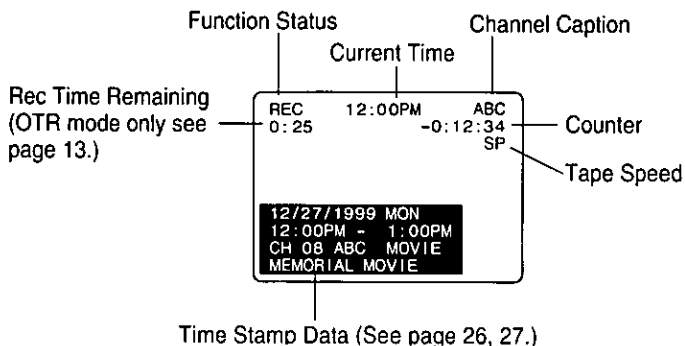 Function Status
Channel Caption
Current Time
Rec Time Remaining
(OTR mode only see
page 13.)
REC 12:00PM ABC
0:25 -0:12:34
SP
Counter
Tape Speed
12/27/1999 MON
12:00PM - 1:00PM
CH 08 ABC MOVIE
MEMORIAL MOVIE
Time Stamp Data (See page 26, 27.)